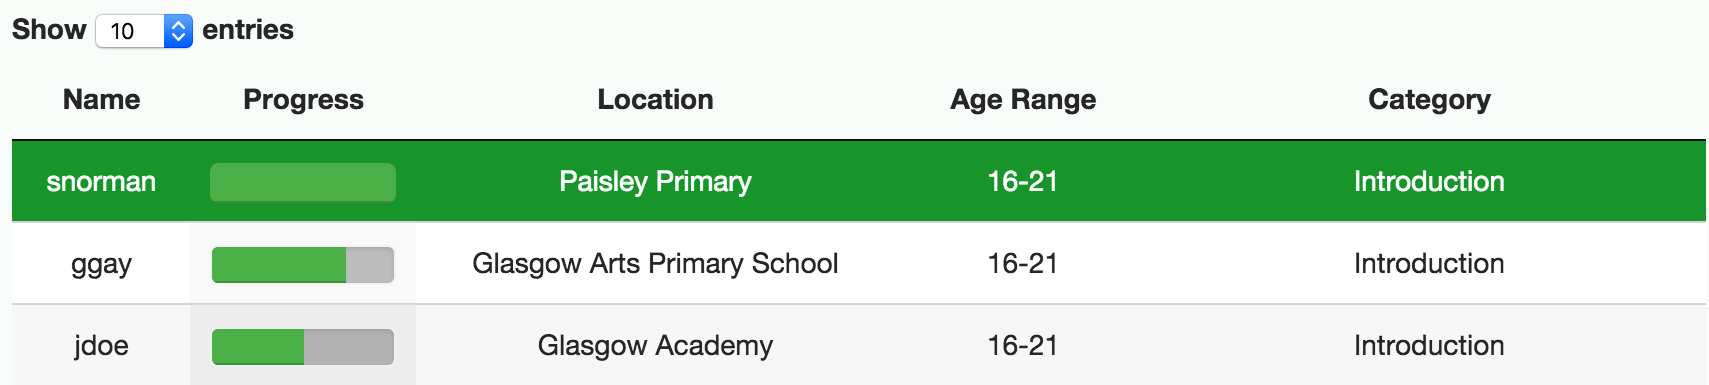 Show 10 entries
Name Progress Location Age Range Category
snorman Paisley Primary 16-21 Introduction
ggay Glasgow Arts Primary School 16-21 Introduction
jdoe Glasgow Academy 16-21 Introduction